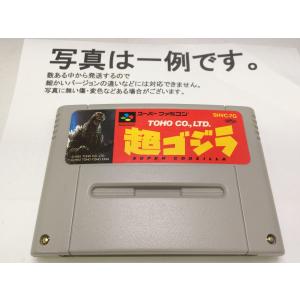 写真は一例です。
数ある中から発送するので
細かいバージョンの違いなどには対応できません。
写真に無い傷・変色などある場合がございます。
スーパーファミコン
SHVC-7G
TOHO CO., LTD.
超ゴジラ
SUPER GODZILLA